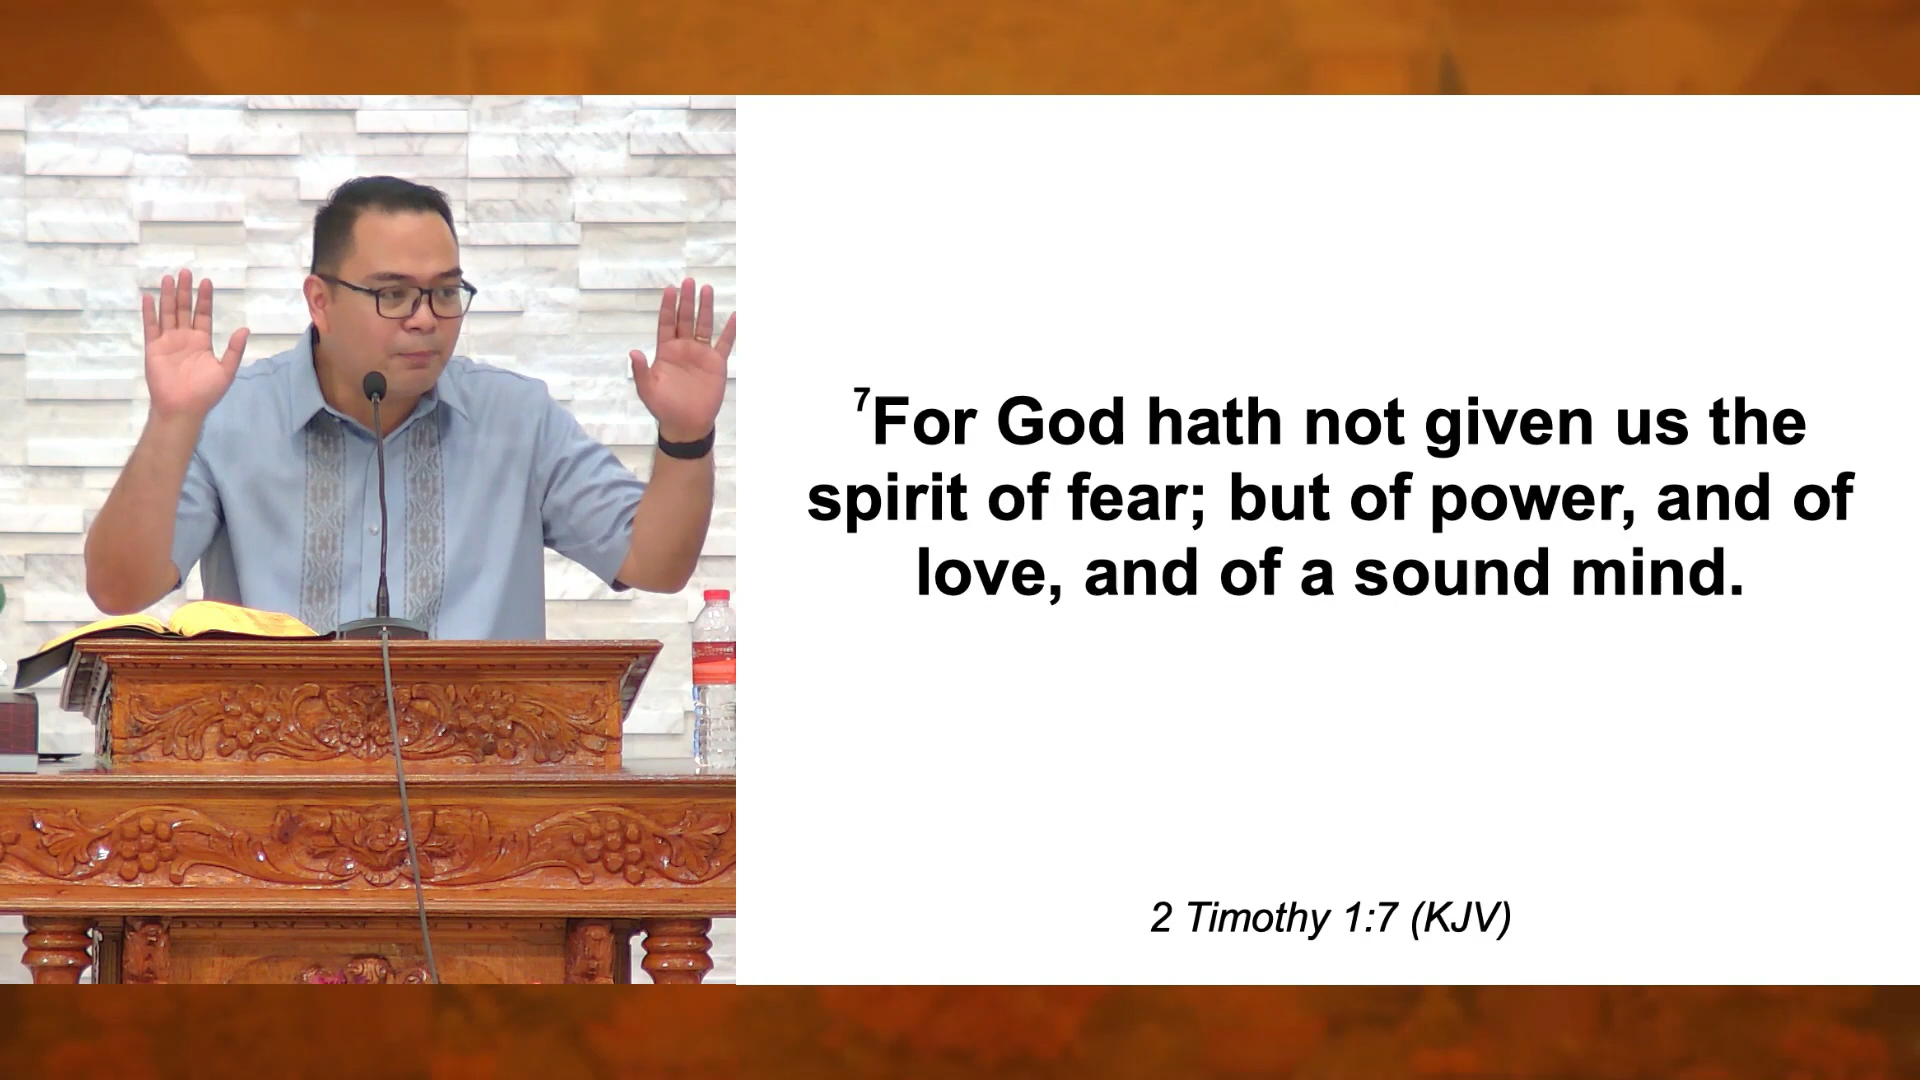 ⁷For God hath not given us the
spirit of fear; but of power, and of
love, and of a sound mind.
2 Timothy 1:7 (KJV)